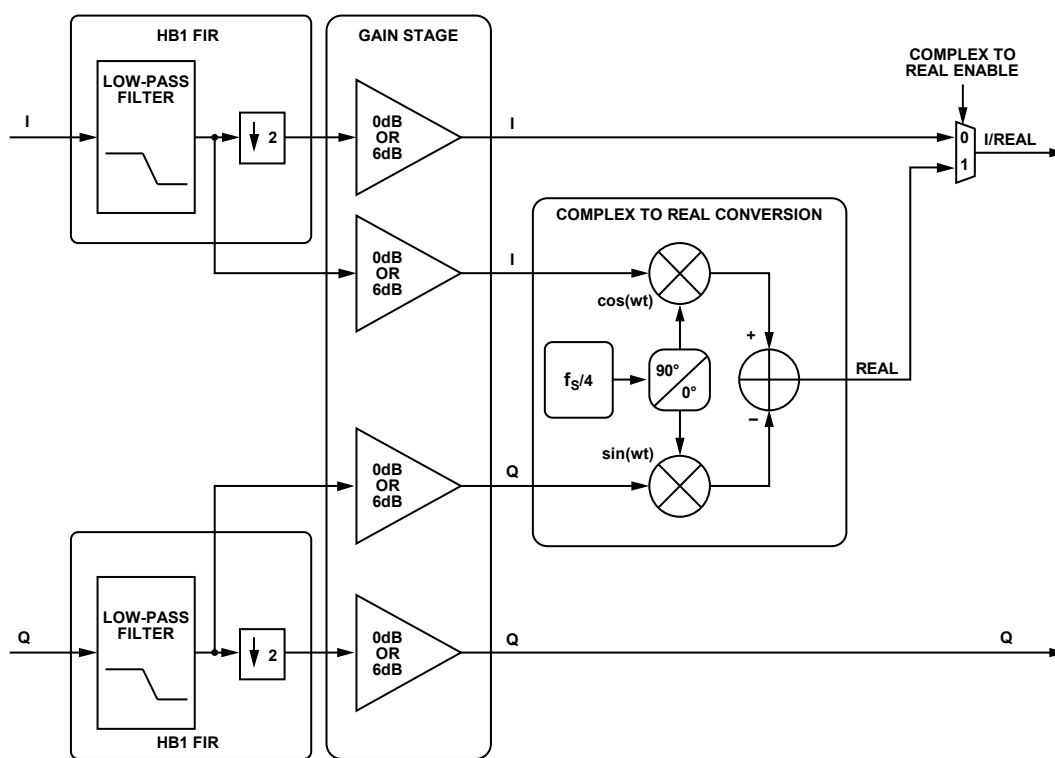 HB1 FIR
GAIN STAGE
LOW-PASS
FILTER
COMPLEX TO
REAL ENABLE
I
2
0dB
OR
6dB
I
0
1
I/REAL
COMPLEX TO REAL CONVERSION
0dB
OR
6dB
I
cos(wt)
+
fS/4
90°
0°
REAL
–
sin(wt)
0dB
OR
6dB
Q
LOW-PASS
FILTER
Q
2
0dB
OR
6dB
Q
Q
HB1 FIR